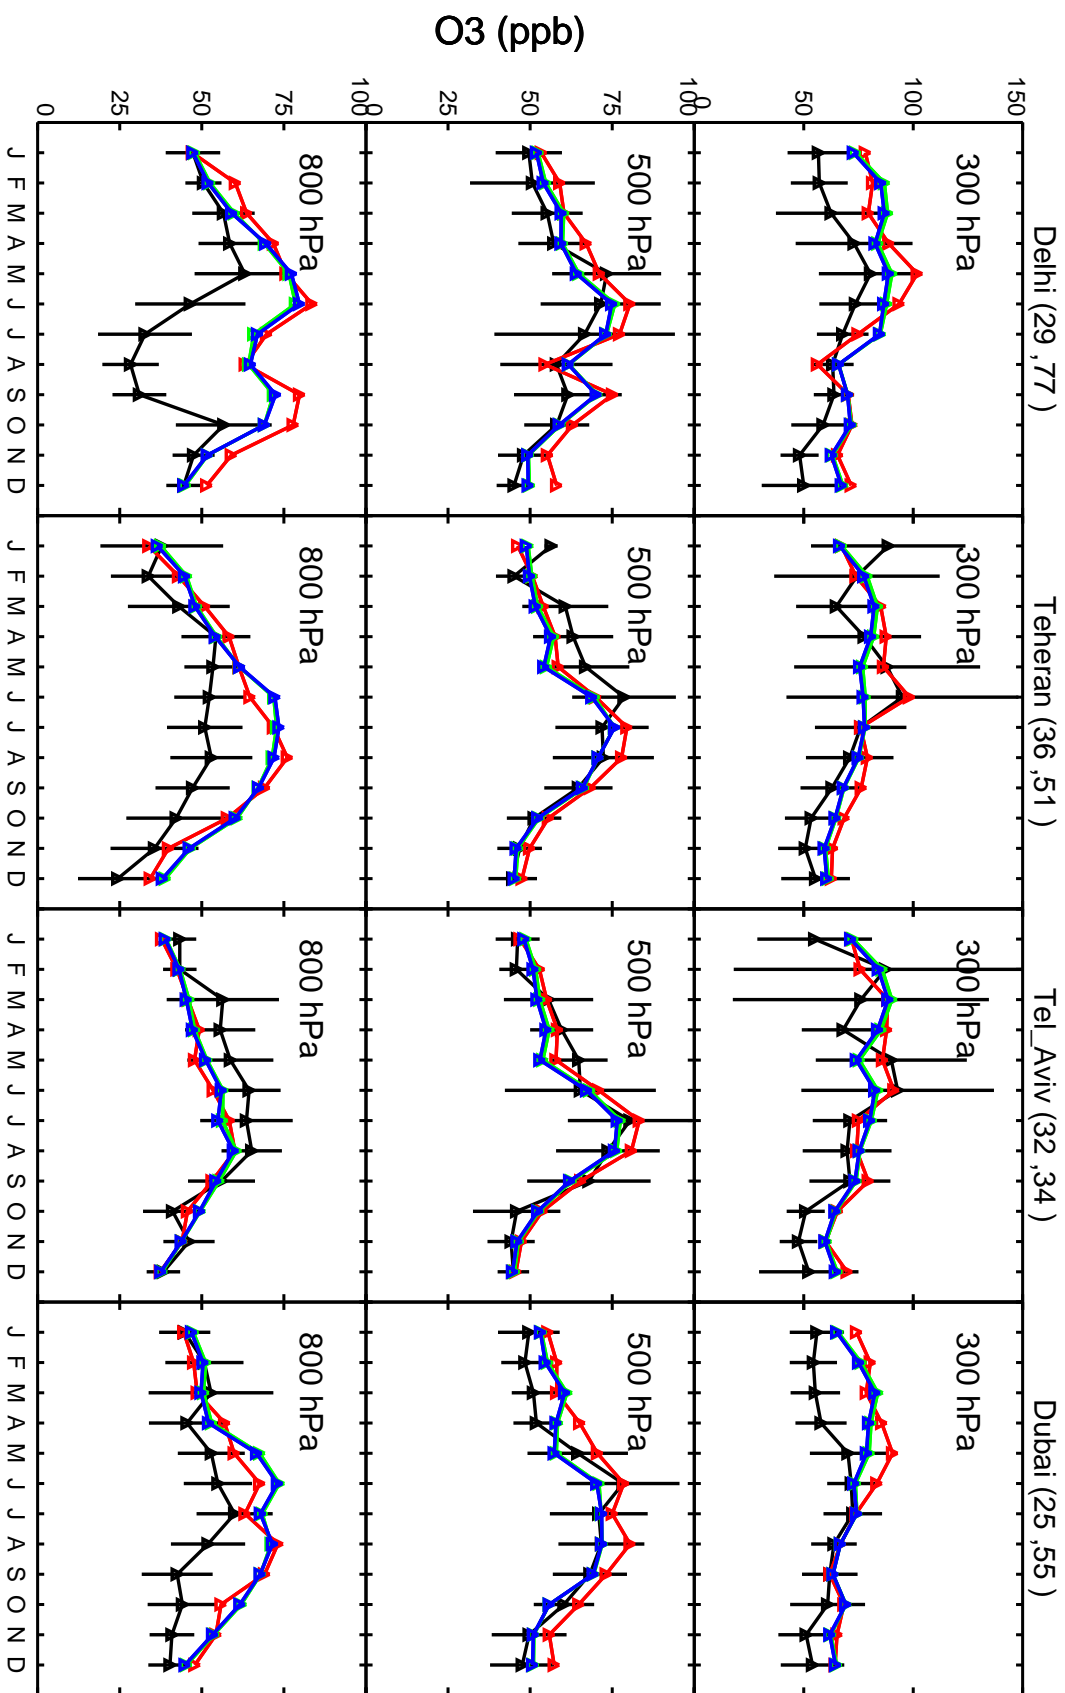 Delhi (29 ,77 ) Teheran (36 ,51 ) Tel_Aviv (32 ,34 ) Dubai (25 ,55 )
150
300 hPa 300 hPa 300 hPa 300 hPa
100
50
0
100
500 hPa 500 hPa 500 hPa 500 hPa
75
50
0
100
800 hPa 800 hPa 800 hPa 800 hPa
75
50
25
0
J F M A M J J A S O N D J F M A M J J A S O N D J F M A M J J A S O N D J F M A M J J A S O N D
O3 (ppb)